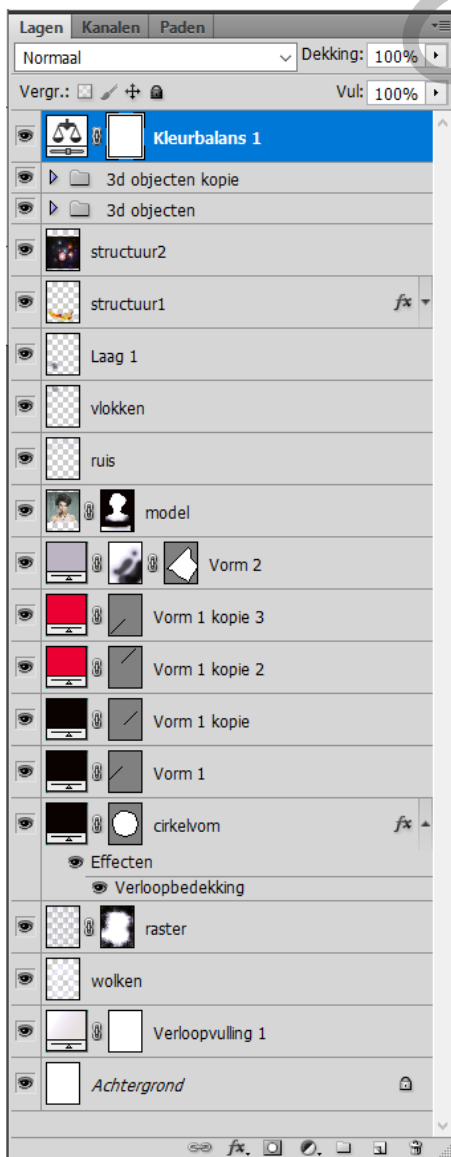 Lagen Kanalen Paden
Normaal Dekking: 100%
Vergr.: Vul: 100%
Kleurbalans 1
3d objecten kopie
3d objecten
structuur2
structuur1 fx
Laag 1
vlokken
ruis
model
Vorm 2
Vorm 1 kopie 3
Vorm 1 kopie 2
Vorm 1 kopie
Vorm 1
cirkelvom fx
Effecten
Verloopbedekking
raster
wolken
Verloopvulling 1
Achtergrond
fx.